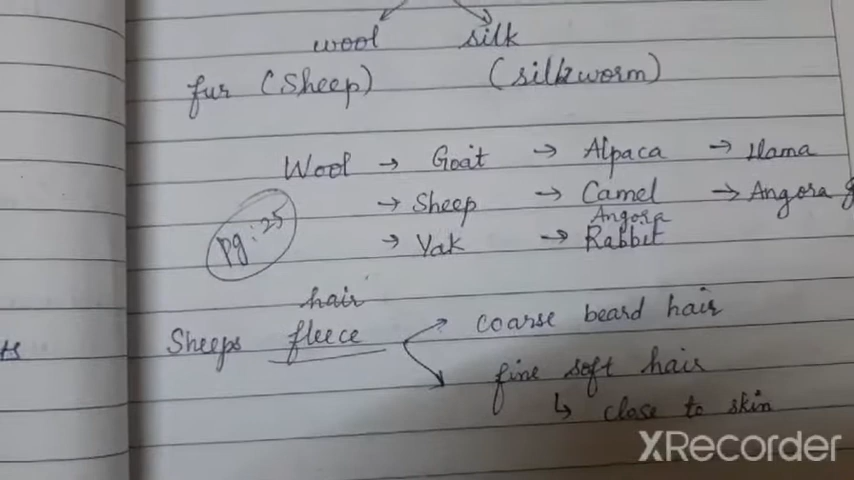 wool silk
fur (Sheep) (silkworm)
Wool → Goat → Alpaca → Llama
→ Sheep → Camel → Angora g
pg: 25
→ Yak → Angora Rabbit
hair
Sheeps fleece coarse beard hair
fine soft hair
↳ close to skin
ts
XRecorder